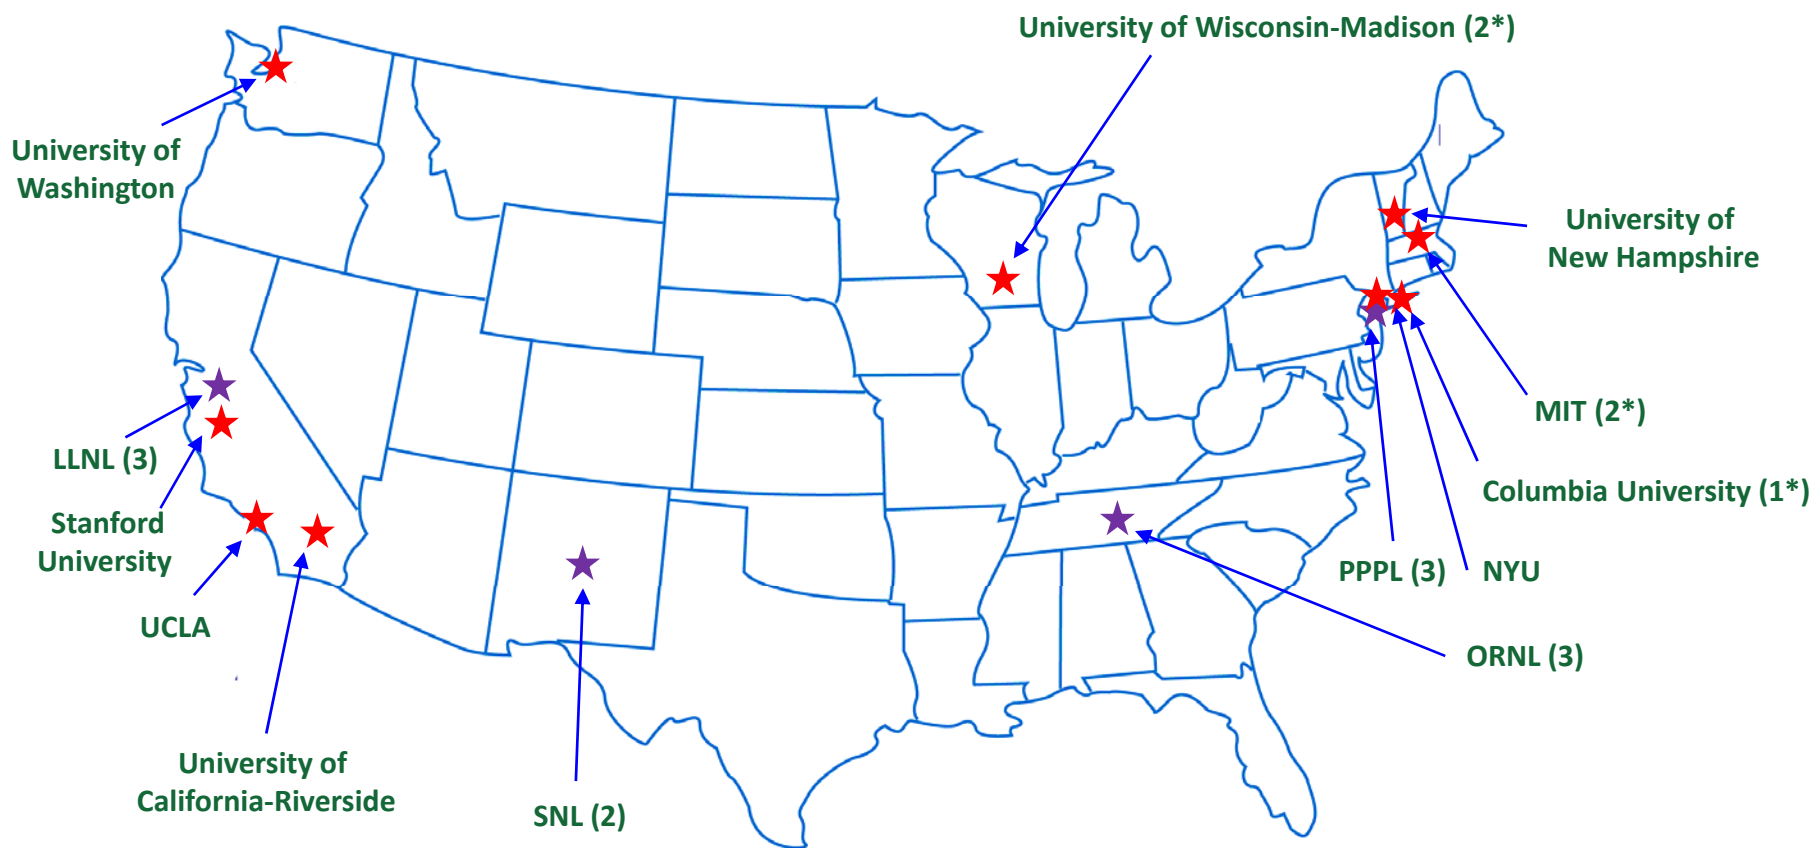 University of Wisconsin-Madison (2*)
University of
Washington
University of
New Hampshire
MIT (2*)
LLNL (3)
Columbia University (1*)
Stanford
University
PPPL (3)
NYU
UCLA
ORNL (3)
University of
California-Riverside
SNL (2)